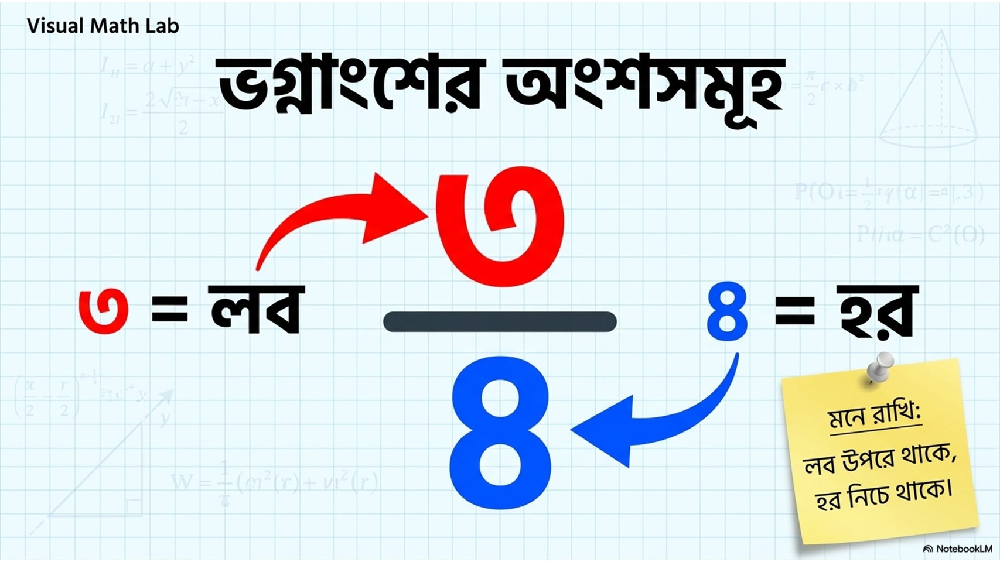 Visual Math Lab
ভগ্নাংশের অংশসমূহ
৩
৩ = লব
৪ = হর
৪
মনে রাখি:
লব উপরে থাকে,
হর নিচে থাকে।
NotebookLM